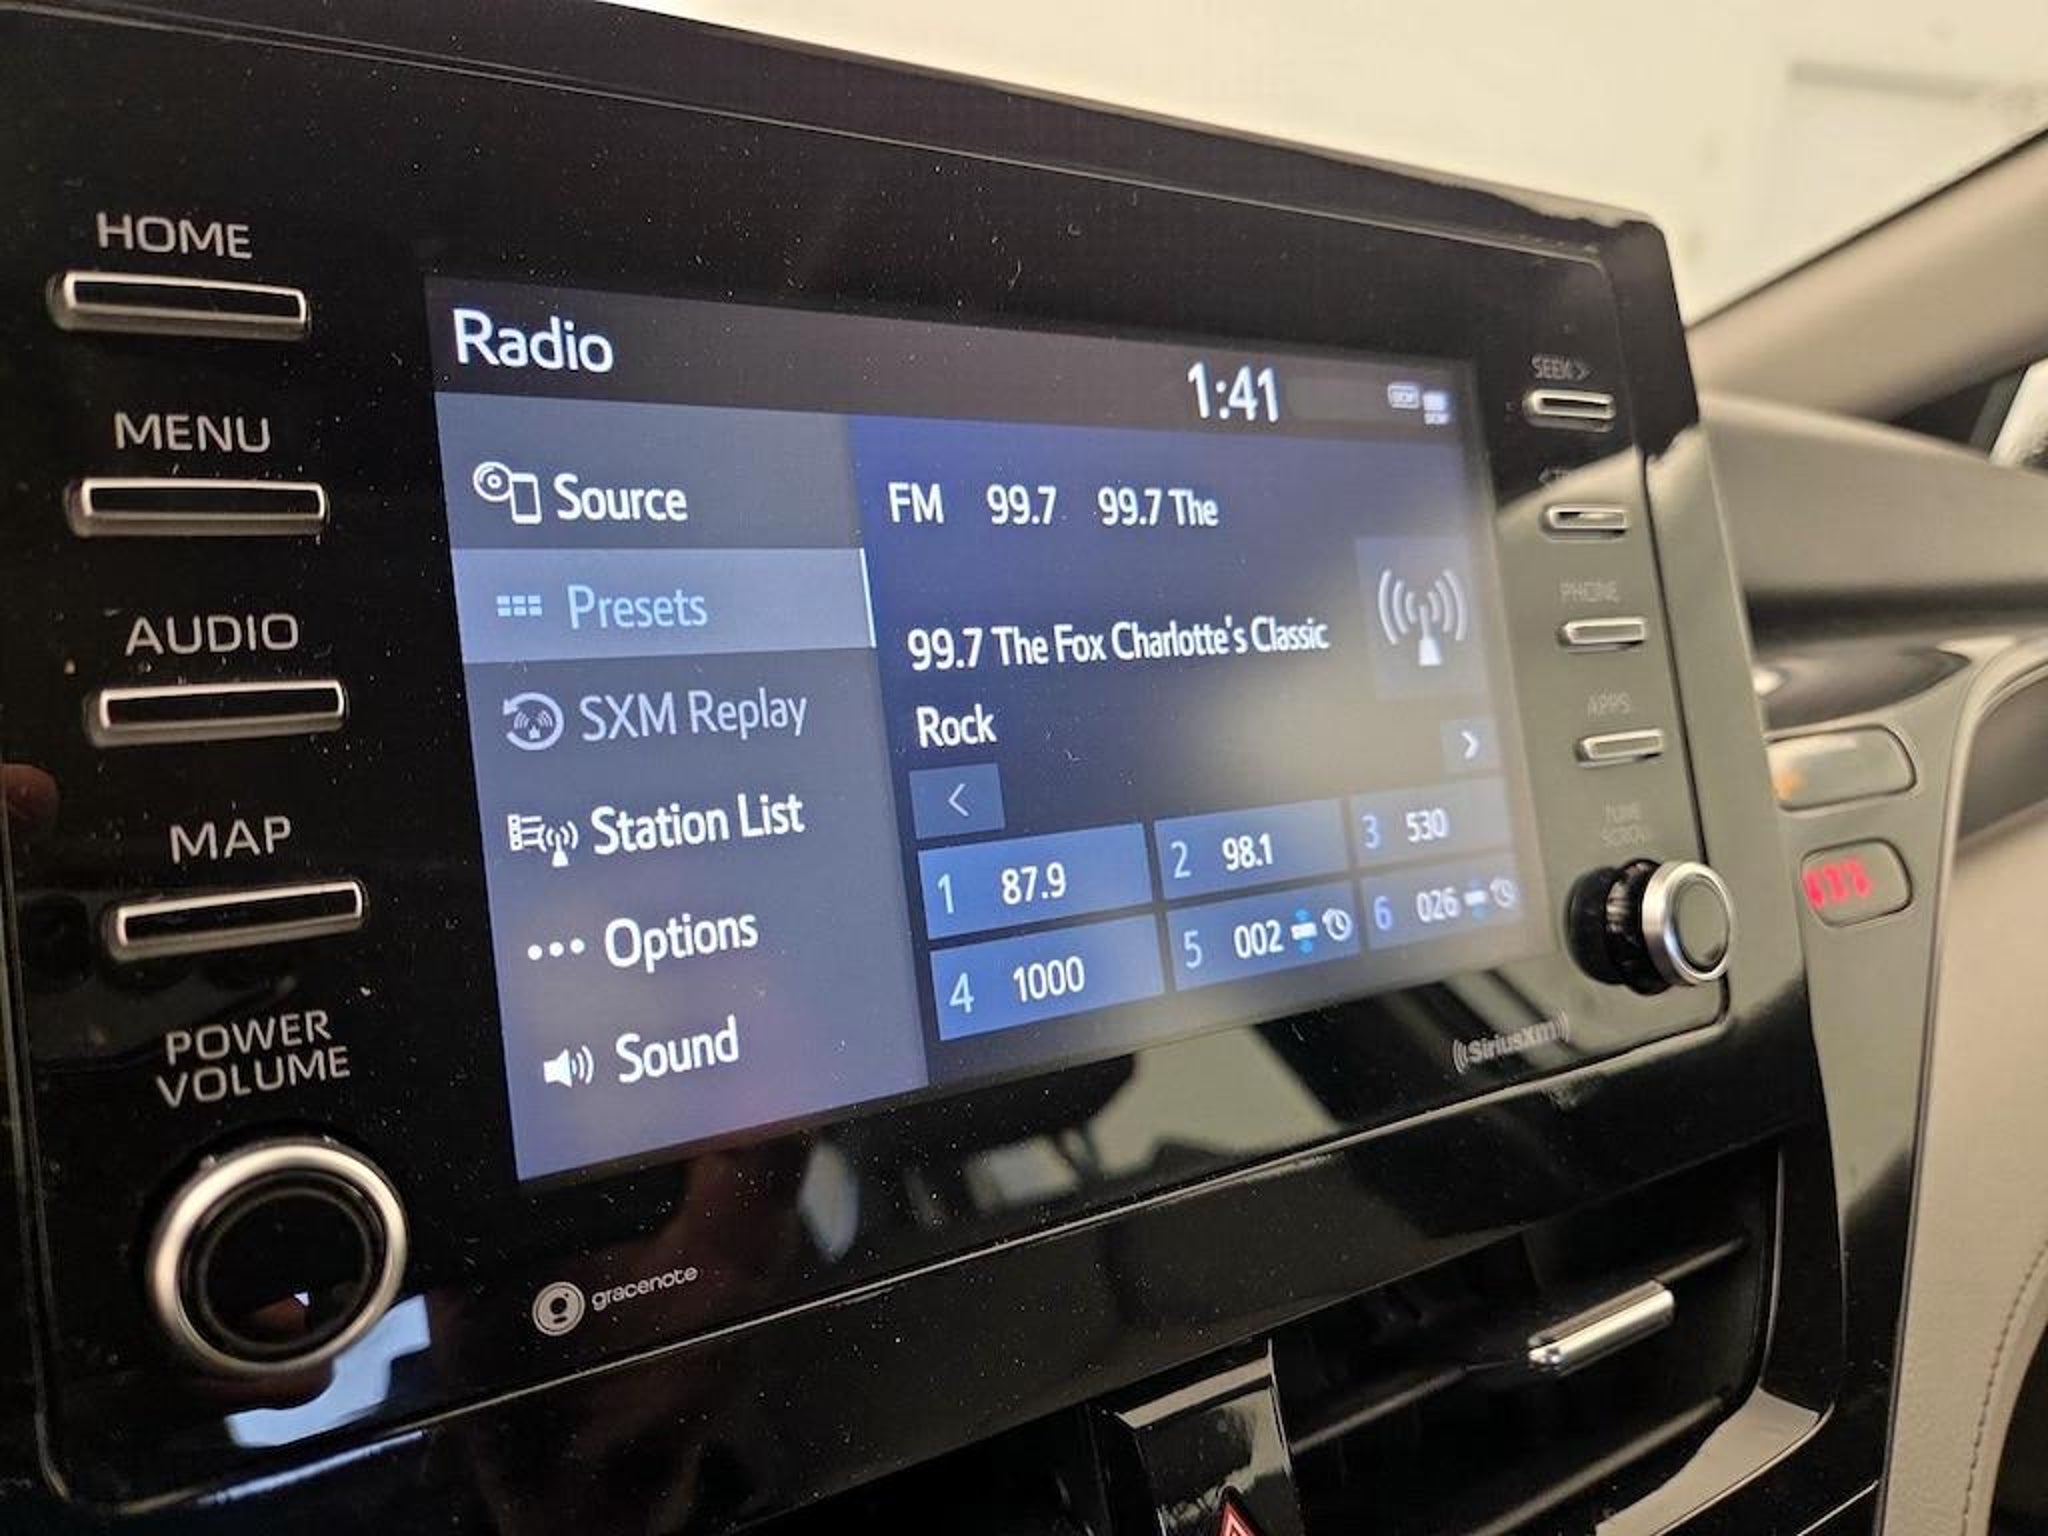 HOME
MENU
AUDIO
MAP
POWER
VOLUME
Radio
1:41
Source
Presets
SXM Replay
Station List
Options
Sound
FM 99.7 99.7 The
99.7 The Fox Charlotte's Classic
Rock
1 87.9
2 98.1
3 530
4 1000
5 002
6 026
SEEK >
PHONE
APPS
TUNE
SCROLL
SiriusXM
gracenote